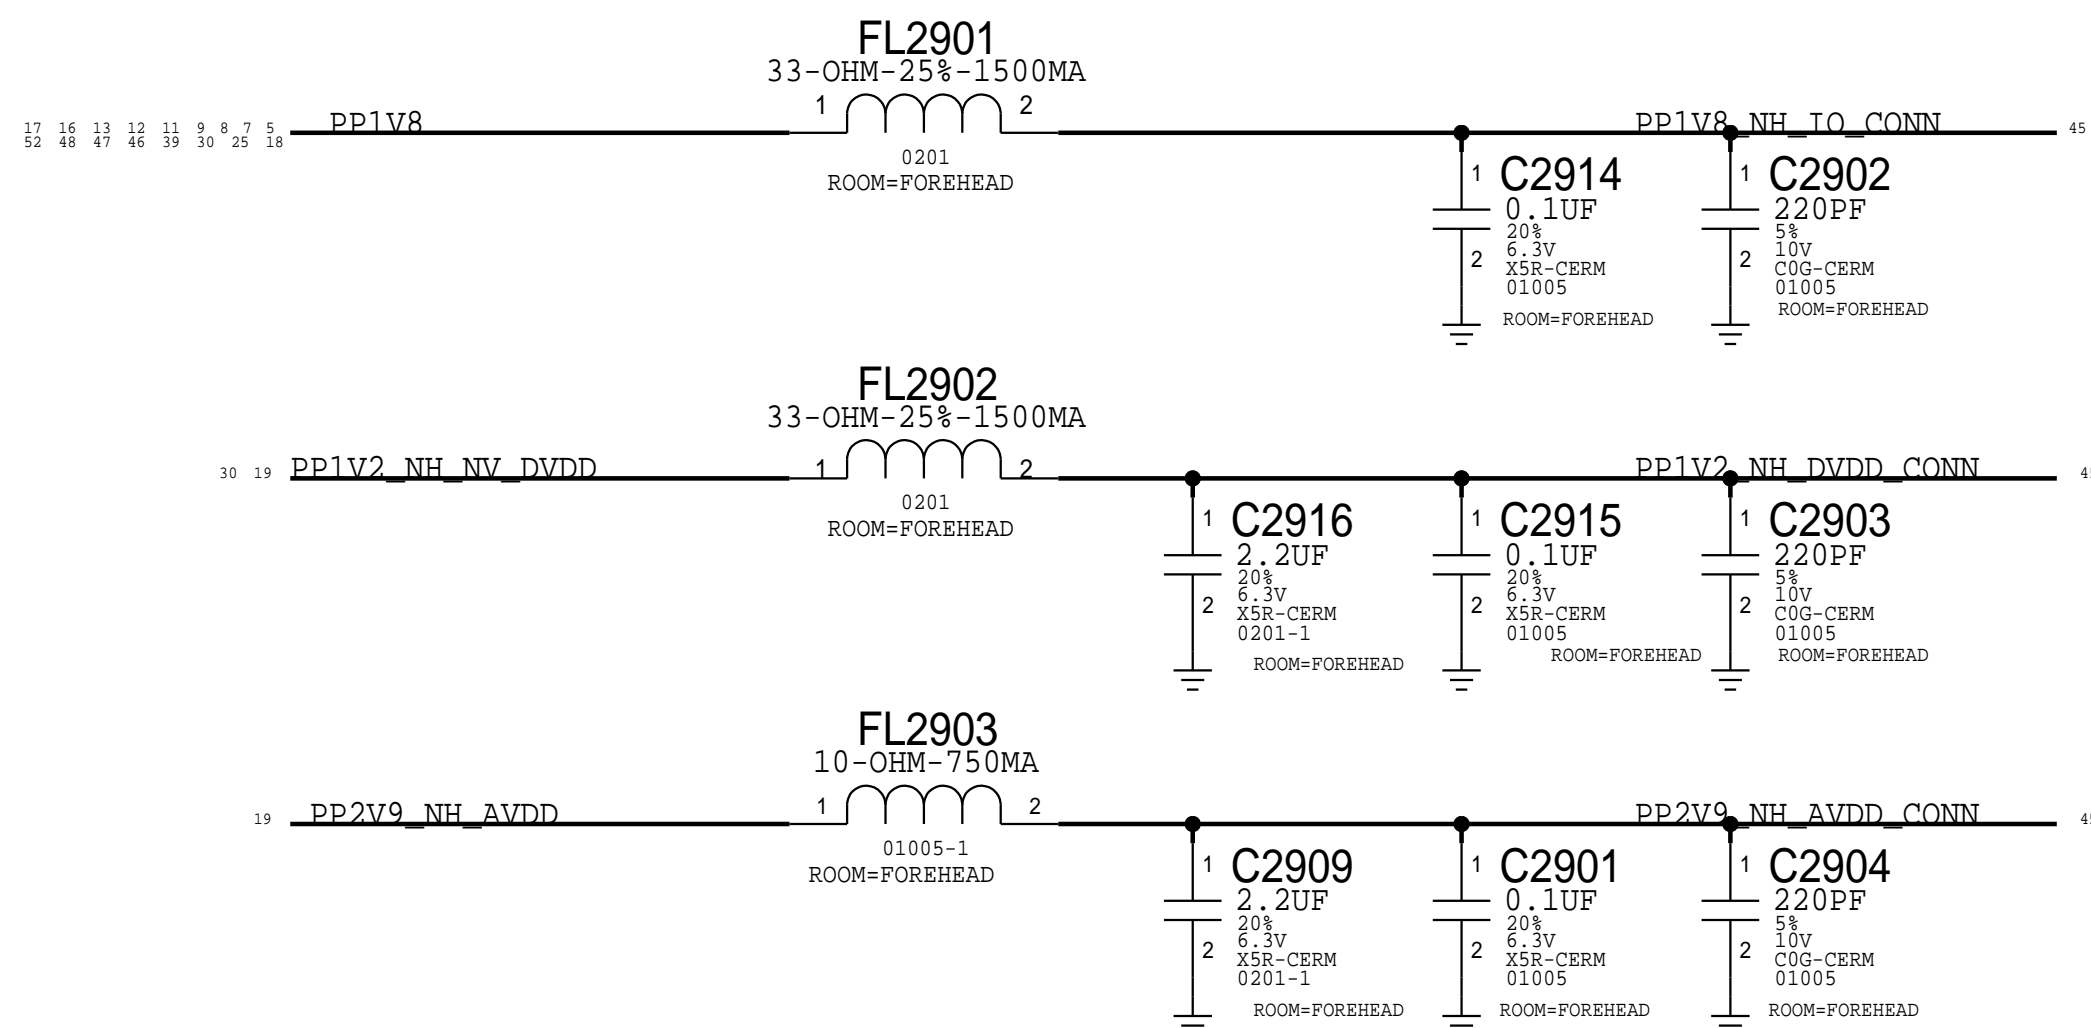 FL2901
33-OHM-25%-1500MA
1 2
17 16 13 12 11 9 8 7 5
52 48 47 46 39 30 25 18
PP1V8
PP1V8_NH_IO_CONN
45
0201
ROOM=FOREHEAD
1 C2914
0.1UF
20%
6.3V
2 X5R-CERM
01005
ROOM=FOREHEAD
1 C2902
220PF
5%
10V
2 C0G-CERM
01005
ROOM=FOREHEAD
FL2902
33-OHM-25%-1500MA
30 19 PP1V2_NH_NV_DVDD
1 2
PP1V2_NH_DVDD_CONN
0201
ROOM=FOREHEAD
1 C2916
2.2UF
20%
6.3V
2 X5R-CERM
0201-1
ROOM=FOREHEAD
1 C2915
0.1UF
20%
6.3V
2 X5R-CERM
01005
ROOM=FOREHEAD
1 C2903
220PF
5%
10V
2 C0G-CERM
01005
ROOM=FOREHEAD
FL2903
10-OHM-750MA
19 PP2V9_NH_AVDD
1 2
PP2V9_NH_AVDD_CONN
01005-1
ROOM=FOREHEAD
1 C2909
2.2UF
20%
6.3V
2 X5R-CERM
0201-1
ROOM=FOREHEAD
1 C2901
0.1UF
20%
6.3V
2 X5R-CERM
01005
ROOM=FOREHEAD
1 C2904
220PF
5%
10V
2 C0G-CERM
01005
ROOM=FOREHEAD